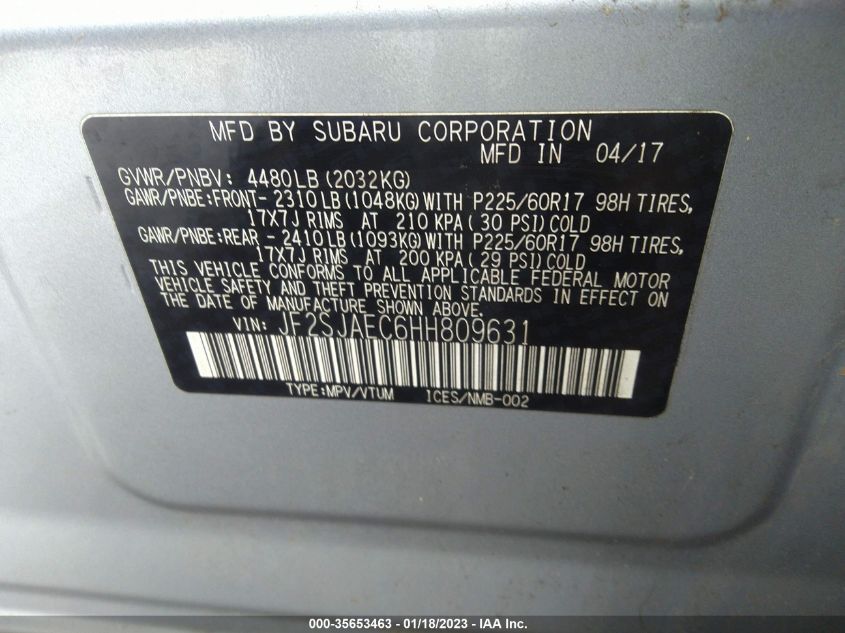 MFD BY SUBARU CORPORATION
MFD IN 04/17
GVWR/PNBV: 4480LB(2032KG)
GAWR/PNBE:FRONT- 2310LB(1048KG)WITH P225/60R17 98H TIRES,
17X7J RIMS AT 210 KPA( 30 PSI)COLD
GAWR/PNBE:REAR - 2410LB(1093KG)WITH P225/60R17 98H TIRES,
17X7J RIMS AT 200 KPA( 29 PSI)COLD
THIS VEHICLE CONFORMS TO ALL APPLICABLE FEDERAL MOTOR
VEHICLE SAFETY AND THEFT PREVENTION STANDARDS IN EFFECT ON
THE DATE OF MANUFACTURE SHOWN ABOVE.
VIN: JF2SJAEC6HH809631
TYPE:MPV/VTUM ICES/NMB-002
000-35653463 - 01/18/2023 - IAA Inc.